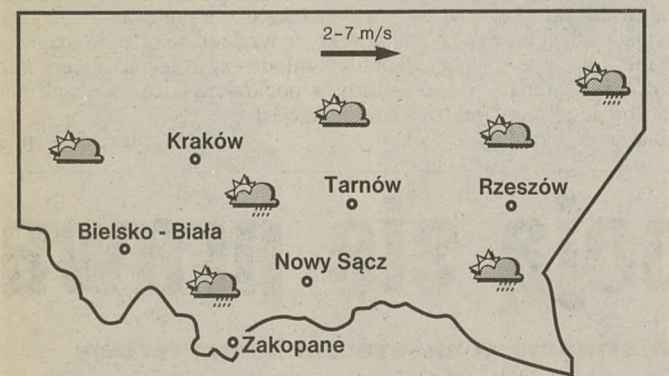 2-7 m/s
Kraków
Tarnów
Rzeszów
Bielsko - Biała
Nowy Sącz
Zakopane